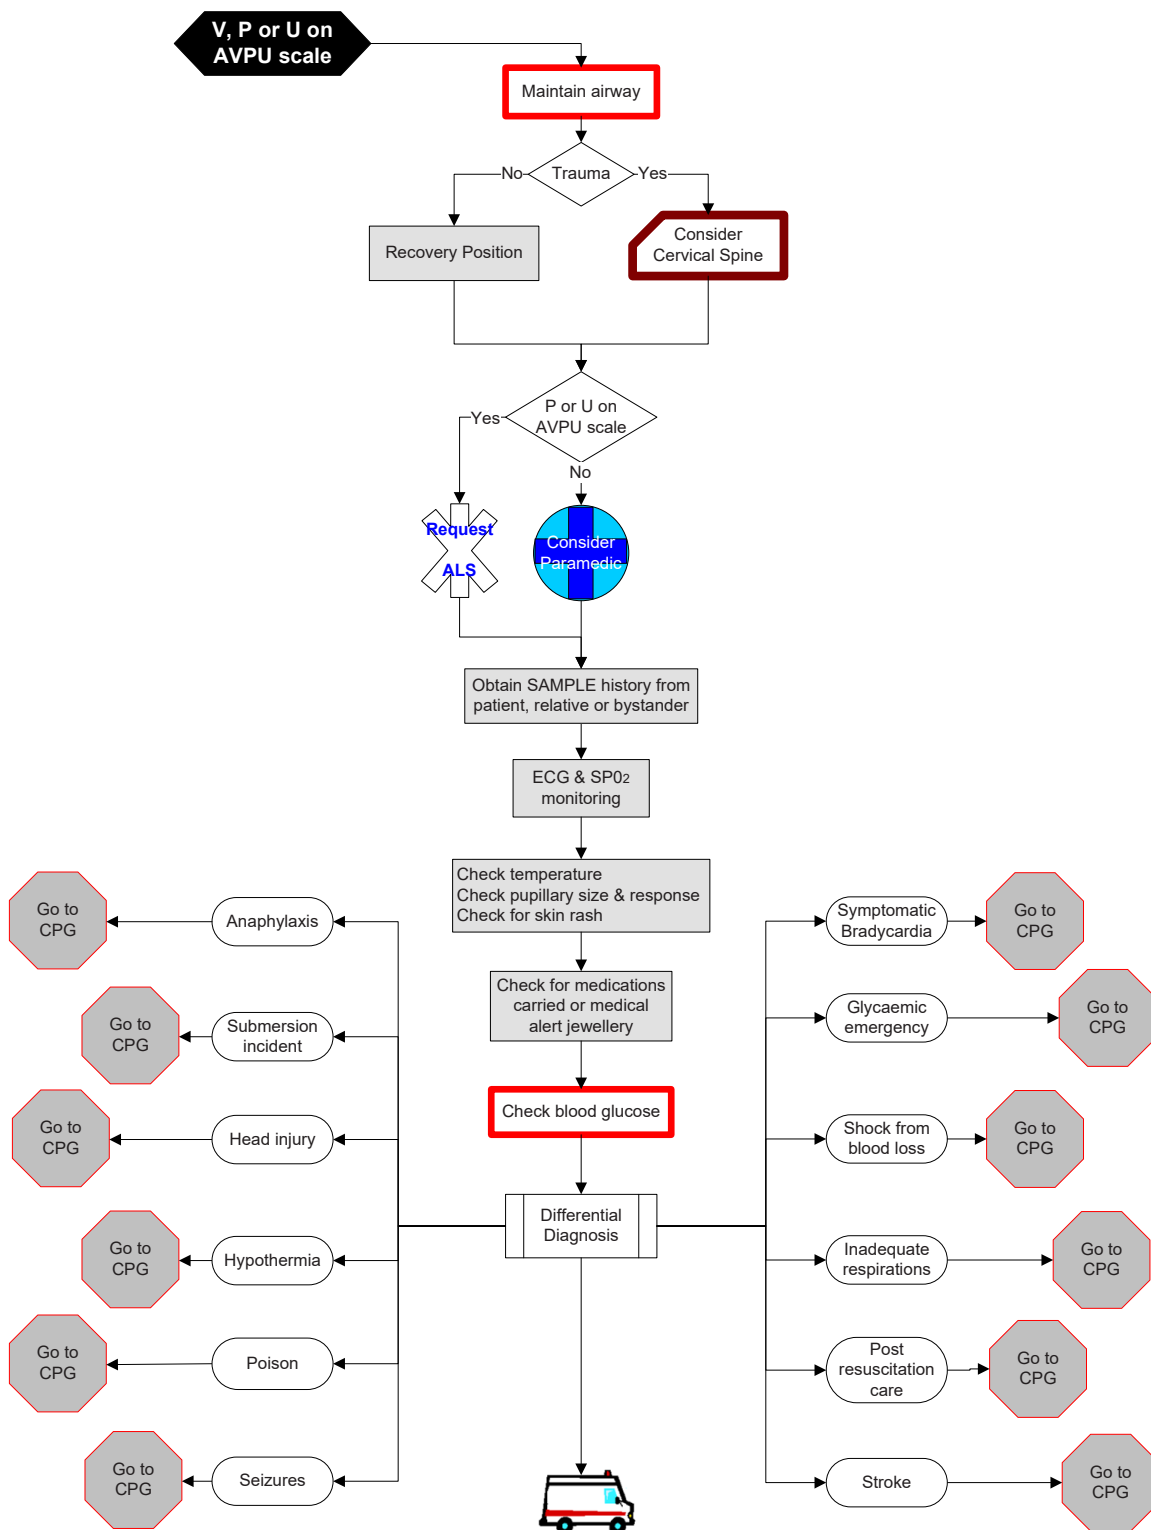 V, P or U on
AVPU scale
Maintain airway
No
Trauma
Yes
Recovery Position
Consider
Cervical Spine
P or U on
AVPU scale
Yes
No
Request
ALS
Consider
Paramedic
Obtain SAMPLE history from
patient, relative or bystander
ECG & SP02
monitoring
Check temperature
Check pupillary size & response
Check for skin rash
Check for medications
carried or medical
alert jewellery
Check blood glucose
Differential
Diagnosis
Anaphylaxis
Go to
CPG
Submersion
incident
Go to
CPG
Head injury
Go to
CPG
Hypothermia
Go to
CPG
Poison
Go to
CPG
Seizures
Go to
CPG
Symptomatic
Bradycardia
Go to
CPG
Glycaemic
emergency
Go to
CPG
Shock from
blood loss
Go to
CPG
Inadequate
respirations
Go to
CPG
Post
resuscitation
care
Go to
CPG
Stroke
Go to
CPG